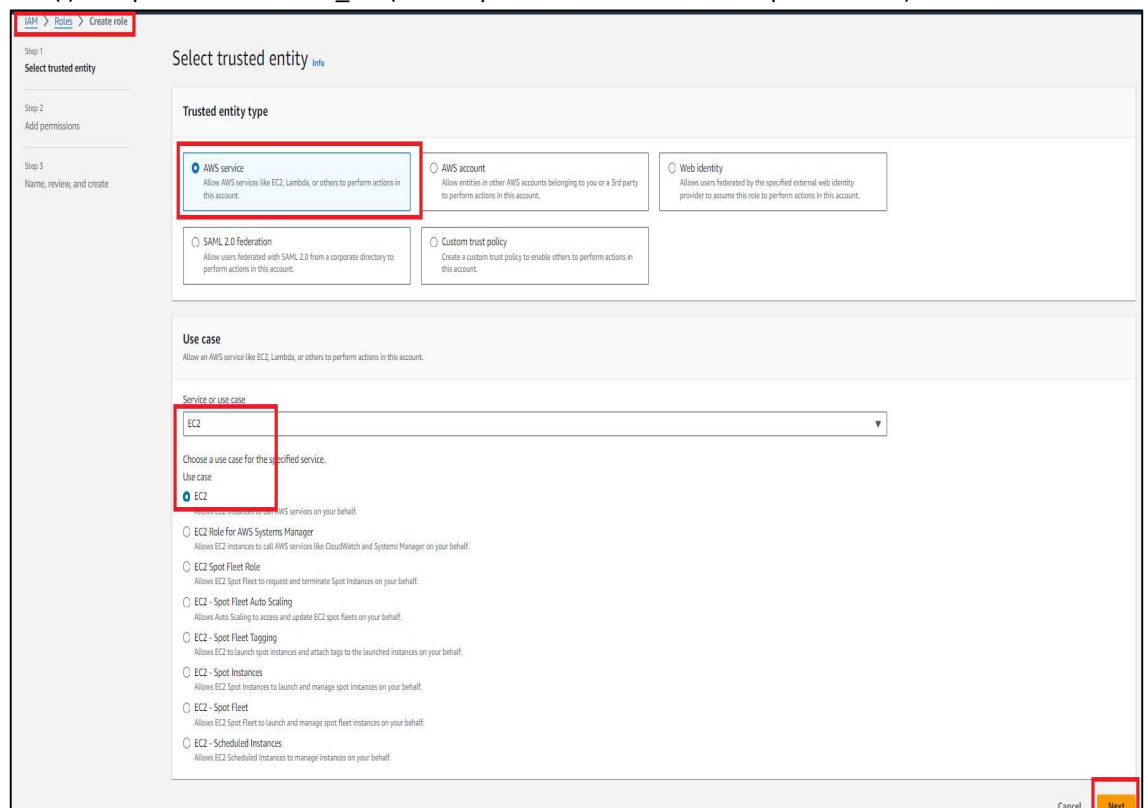 IAM > Roles > Create role
Step 1
Select trusted entity
Step 2
Add permissions
Step 3
Name, review, and create
Select trusted entity Info
Trusted entity type
AWS service
Allow AWS services like EC2, Lambda, or others to perform actions in
this account.
AWS account
Allow entities in other AWS accounts belonging to you or a 3rd party
to perform actions in this account.
Web identity
Allows users federated by the specified external web identity
provider to assume this role to perform actions in this account.
SAML 2.0 federation
Allow users federated with SAML 2.0 from a corporate directory to
perform actions in this account.
Custom trust policy
Create a custom trust policy to enable others to perform actions in
this account.
Use case
Allow an AWS service like EC2, Lambda, or others to perform actions in this account.
Service or use case
EC2
Choose a use case for the specified service.
Use case
EC2
Allows EC2 instances to call AWS services on your behalf.
EC2 Role for AWS Systems Manager
Allows EC2 instances to call AWS services like CloudWatch and Systems Manager on your behalf.
EC2 Spot Fleet Role
Allows EC2 Spot Fleet to request and terminate Spot Instances on your behalf.
EC2 - Spot Fleet Auto Scaling
Allows Auto Scaling to access and update EC2 spot fleets on your behalf.
EC2 - Spot Fleet Tagging
Allows EC2 to launch spot instances and attach tags to the launched instances on your behalf.
EC2 - Spot Instances
Allows EC2 Spot Instances to launch and manage spot instances on your behalf.
EC2 - Spot Fleet
Allows EC2 Spot Fleet to launch and manage spot fleet instances on your behalf.
EC2 - Scheduled Instances
Allows EC2 Scheduled Instances to manage instances on your behalf.
Cancel
Next